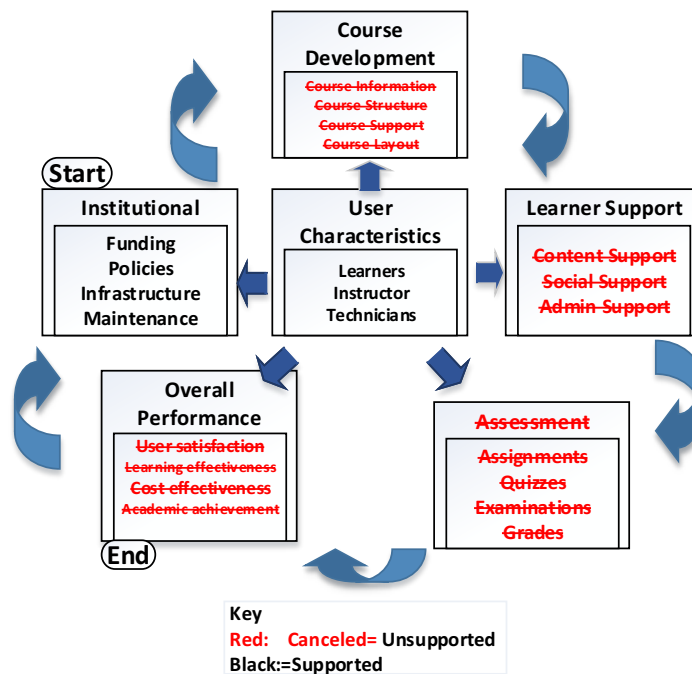 Course
Development
Course Information
Course Structure
Course Support
Course Layout
Start
Institutional
Funding
Policies
Infrastructure
Maintenance
User
Characteristics
Learners
Instructor
Technicians
Learner Support
Content Support
Social Support
Admin Support
Overall
Performance
User satisfaction
Learning effectiveness
Cost effectiveness
Academic achievement
End
Assessment
Assignments
Quizzes
Examinations
Grades
Key
Red: Canceled= Unsupported
Black:=Supported